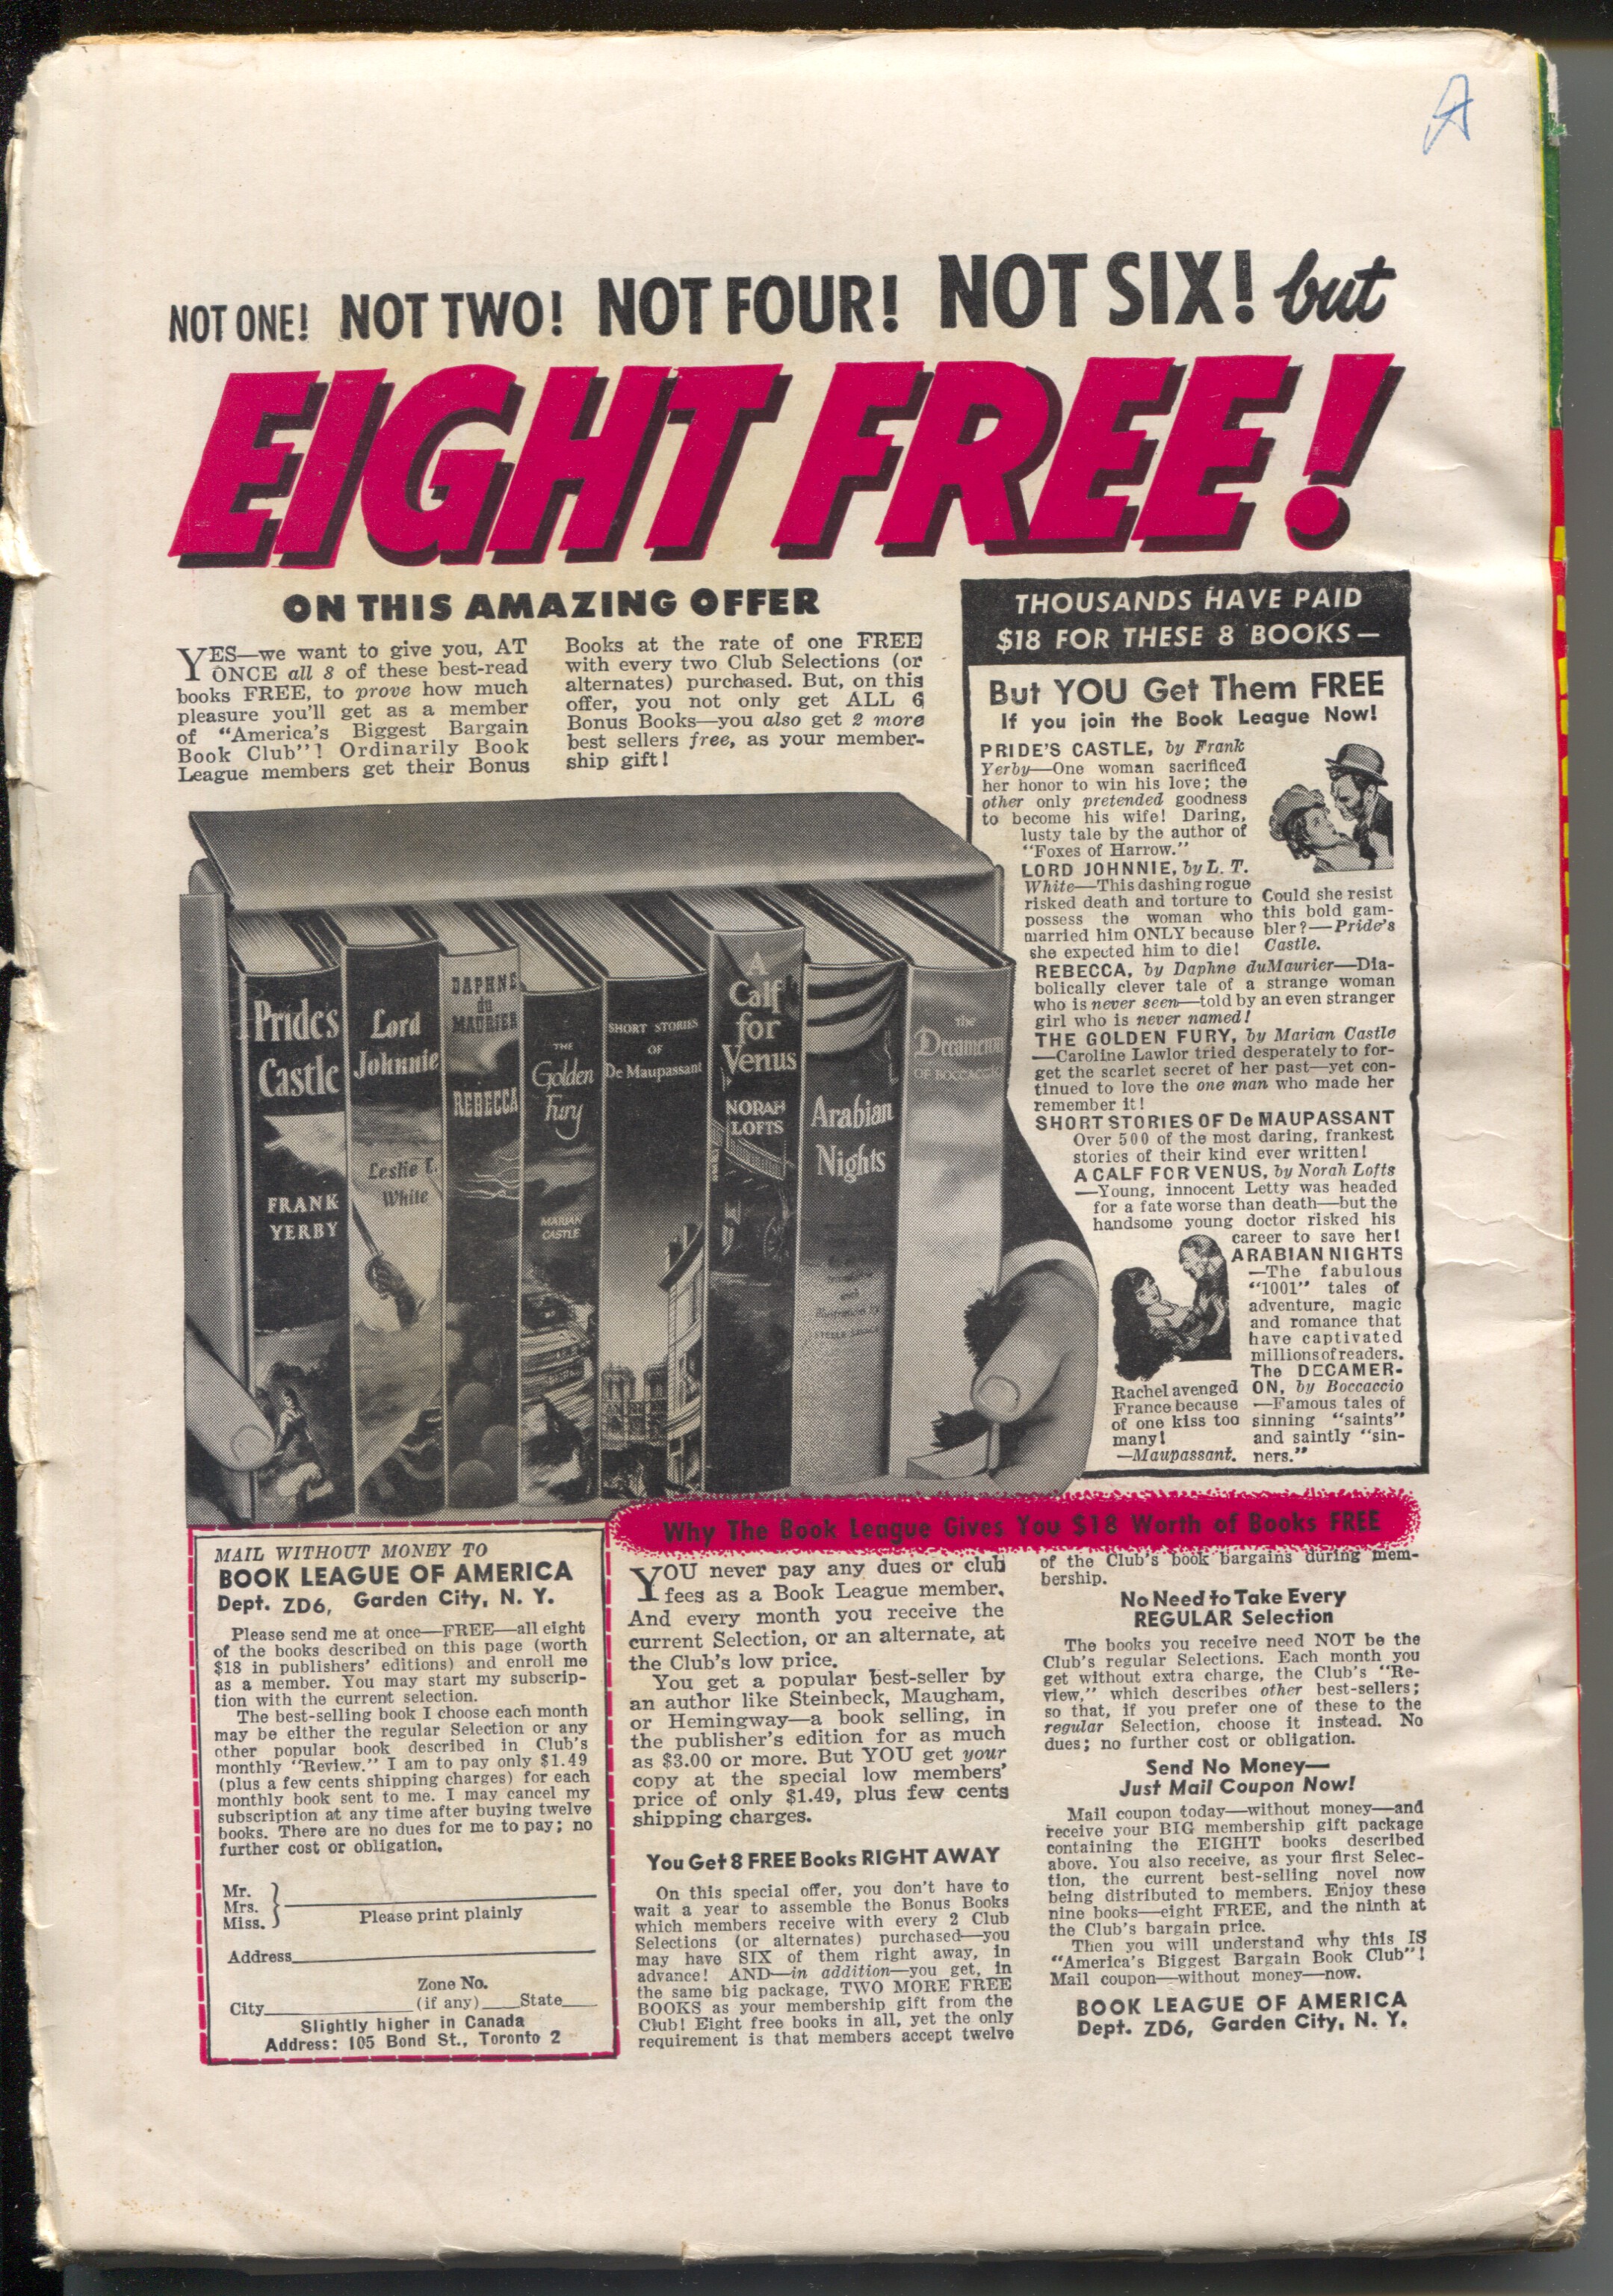 A
NOT ONE! NOT TWO! NOT FOUR! NOT SIX! but
EIGHT FREE!
ON THIS AMAZING OFFER
YES—we want to give you, AT
ONCE all 8 of these best-read
books FREE, to prove how much
pleasure you'll get as a member
of "America's Biggest Bargain
Book Club"! Ordinarily Book
League members get their Bonus
Books at the rate of one FREE
with every two Club Selections (or
alternates) purchased. But, on this
offer, you not only get ALL 6
Bonus Books—you also get 2 more
best sellers free, as your member-
ship gift!
THOUSANDS HAVE PAID
$18 FOR THESE 8 BOOKS—
But YOU Get Them FREE
If you join the Book League Now!
PRIDE'S CASTLE, by Frank
Yerby—One woman sacrificed
her honor to win his love; the
other only pretended goodness
to become his wife! Daring,
lusty tale by the author of
"Foxes of Harrow."
LORD JOHNNIE, by L. T.
White—This dashing rogue
risked death and torture to
possess the woman who
married him ONLY because
she expected him to die!
Could she resist
this bold gam-
bler?—Pride's
Castle.
REBECCA, by Daphne duMaurier—Dia-
bolically clever tale of a strange woman
who is never seen—told by an even stranger
girl who is never named!
THE GOLDEN FURY, by Marian Castle
—Caroline Lawlor tried desperately to for-
get the scarlet secret of her past—yet con-
tinued to love the one man who made her
remember it!
SHORT STORIES OF De MAUPASSANT
Over 500 of the most daring, frankest
stories of their kind ever written!
A CALF FOR VENUS, by Norah Lofts
—Young, innocent Letty was headed
for a fate worse than death—but the
handsome young doctor risked his
career to save her!
ARABIAN NIGHTS
—The fabulous
"1001" tales of
adventure, magic
and romance that
have captivated
millions of readers.
The DECAMER-
ON, by Boccaccio
—Famous tales of
sinning "saints"
and saintly "sin-
ners."
Rachel avenged
France because
of one kiss too
many!
—Maupassant.
Pride's
Castle
FRANK
YERBY
Lord
Johnnie
Leslie T.
White
DAPHNE
du
MAURIER
REBECCA
THE
Golden
Fury
MARIAN
CASTLE
SHORT STORIES
OF
De Maupassant
A
Calf
for
Venus
NORAH
LOFTS
Arabian
Nights
the
Decameron
OF BOCCACCIO
MAIL WITHOUT MONEY TO
BOOK LEAGUE OF AMERICA
Dept. ZD6, Garden City, N. Y.
Please send me at once—FREE—all eight
of the books described on this page (worth
$18 in publishers' editions) and enroll me
as a member. You may start my subscrip-
tion with the current selection.
The best-selling book I choose each month
may be either the regular Selection or any
other popular book described in Club's
monthly "Review." I am to pay only $1.49
(plus a few cents shipping charges) for each
monthly book sent to me. I may cancel my
subscription at any time after buying twelve
books. There are no dues for me to pay; no
further cost or obligation.
Mr.
Mrs.
Miss.
Please print plainly
Address
Zone No.
City (if any) State
Slightly higher in Canada
Address: 105 Bond St., Toronto 2
Why The Book League Gives You $18 Worth of Books FREE
YOU never pay any dues or club
fees as a Book League member.
And every month you receive the
current Selection, or an alternate, at
the Club's low price.
You get a popular best-seller by
an author like Steinbeck, Maugham,
or Hemingway—a book selling, in
the publisher's edition for as much
as $3.00 or more. But YOU get your
copy at the special low members'
price of only $1.49, plus few cents
shipping charges.
You Get 8 FREE Books RIGHT AWAY
On this special offer, you don't have to
wait a year to assemble the Bonus Books
which members receive with every 2 Club
Selections (or alternates) purchased—you
may have SIX of them right away, in
advance! AND—in addition—you get, in
the same big package, TWO MORE FREE
BOOKS as your membership gift from the
Club! Eight free books in all, yet the only
requirement is that members accept twelve
of the Club's book bargains during mem-
bership.
No Need to Take Every
REGULAR Selection
The books you receive need NOT be the
Club's regular Selections. Each month you
get without extra charge, the Club's "Re-
view," which describes other best-sellers;
so that, if you prefer one of these to the
regular Selection, choose it instead. No
dues; no further cost or obligation.
Send No Money—
Just Mail Coupon Now!
Mail coupon today—without money—and
receive your BIG membership gift package
containing the EIGHT books described
above. You also receive, as your first Selec-
tion, the current best-selling novel now
being distributed to members. Enjoy these
nine books—eight FREE, and the ninth at
the Club's bargain price.
Then you will understand why this IS
"America's Biggest Bargain Book Club"!
Mail coupon—without money—now.
BOOK LEAGUE OF AMERICA
Dept. ZD6, Garden City, N. Y.